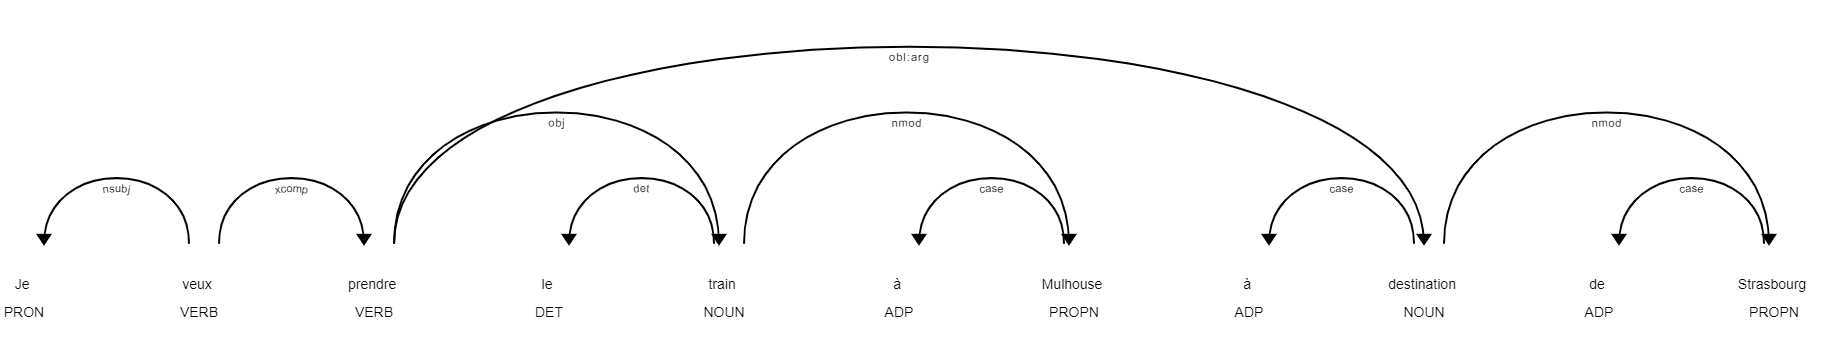 obl:arg
obj nmod nmod
nsubj xcomp det case case case
Je veux prendre le train à Mulhouse à destination de Strasbourg
PRON VERB VERB DET NOUN ADP PROPN ADP NOUN ADP PROPN